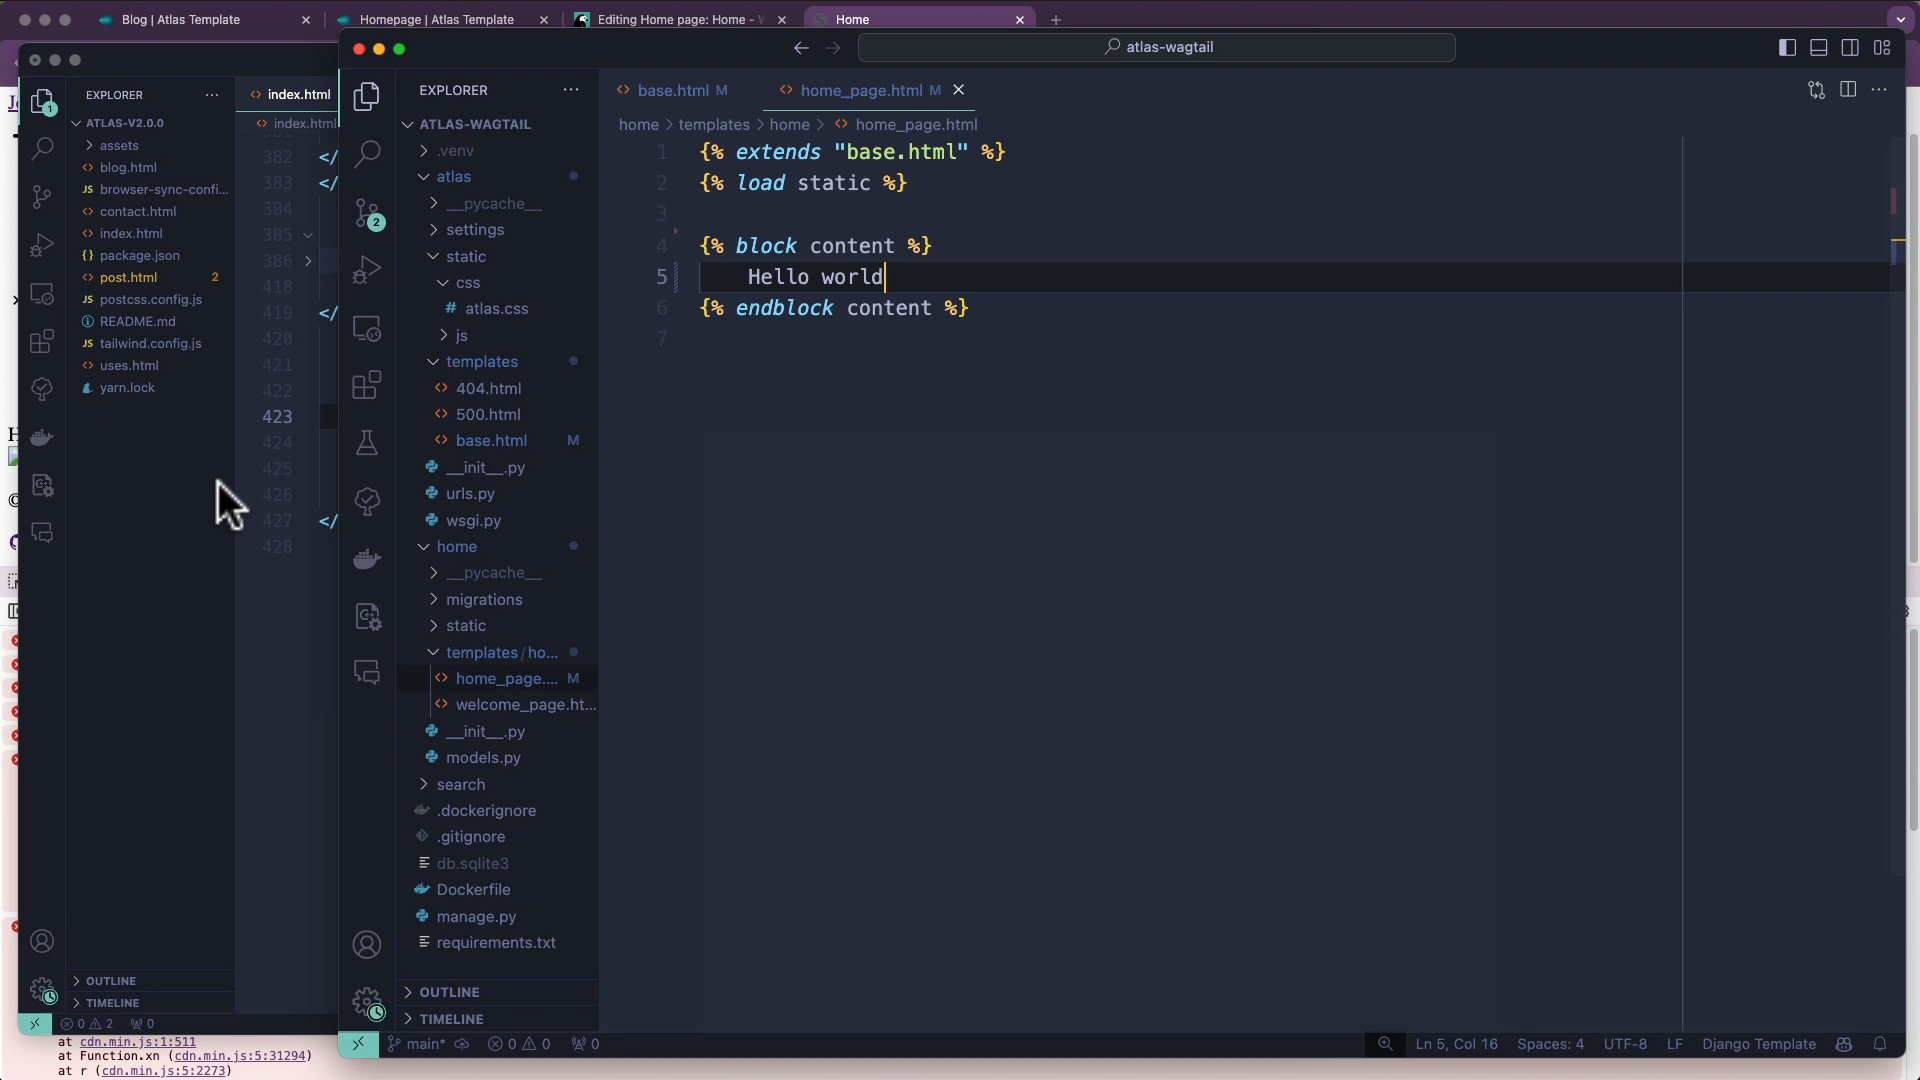 Blog | Atlas Template
Homepage | Atlas Template
Editing Home page: Home -
Home
atlas-wagtail
EXPLORER
ATLAS-V2.0.0
assets
blog.html
JS browser-sync-confi...
contact.html
index.html
{} package.json
post.html 2
JS postcss.config.js
README.md
JS tailwind.config.js
uses.html
yarn.lock
OUTLINE
TIMELINE
0 2 0
1
index.html
index.html
382 </
383 </
384
385
386
418
419 </
420
421
422
423
424
425
426
427 </
428
EXPLORER
ATLAS-WAGTAIL
.venv
atlas
__pycache__
settings
static
css
# atlas.css
js
templates
404.html
500.html
base.html M
__init__.py
urls.py
wsgi.py
home
__pycache__
migrations
static
templates/ho...
home_page.... M
welcome_page.ht...
__init__.py
models.py
search
.dockerignore
.gitignore
db.sqlite3
Dockerfile
manage.py
requirements.txt
OUTLINE
TIMELINE
2
base.html M
home_page.html M
home > templates > home > home_page.html
1 {% extends "base.html" %}
2 {% load static %}
3
4 {% block content %}
5 Hello world
6 {% endblock content %}
7
main* 0 0 0
Ln 5, Col 16 Spaces: 4 UTF-8 LF Django Template
at cdn.min.js:1:511
at Function.xn (cdn.min.js:5:31294)
at r (cdn.min.js:5:2273)